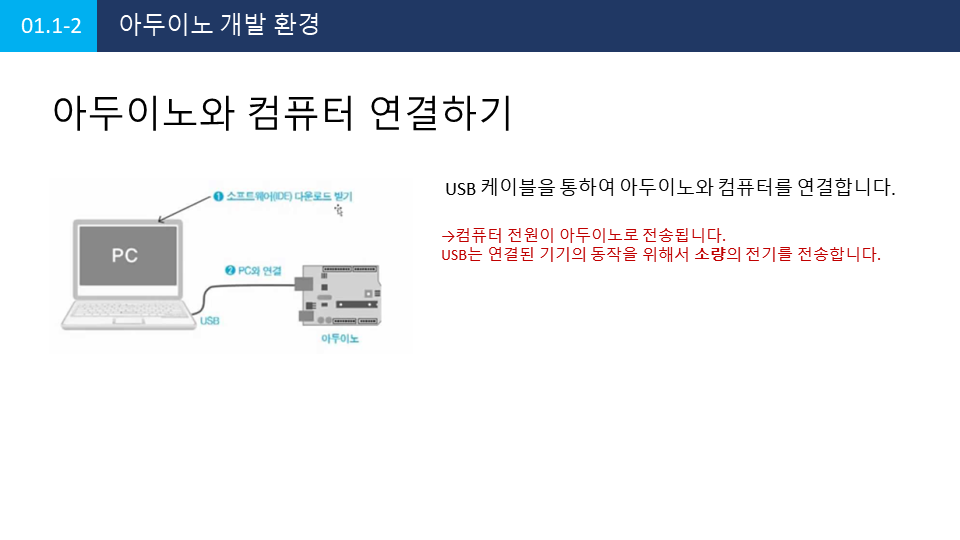 01.1-2
아두이노 개발 환경
아두이노와 컴퓨터 연결하기
❶ 소프트웨어(IDE) 다운로드 받기
PC
❷ PC와 연결
USB
아두이노
USB 케이블을 통하여 아두이노와 컴퓨터를 연결합니다.
→컴퓨터 전원이 아두이노로 전송됩니다.
USB는 연결된 기기의 동작을 위해서 소량의 전기를 전송합니다.